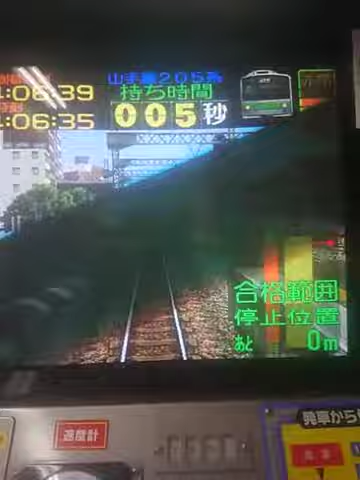 :06:39
山手線205系
持ち時間
005秒
:06:35
合格範囲
停止位置
あと 0m
速度計
発車から